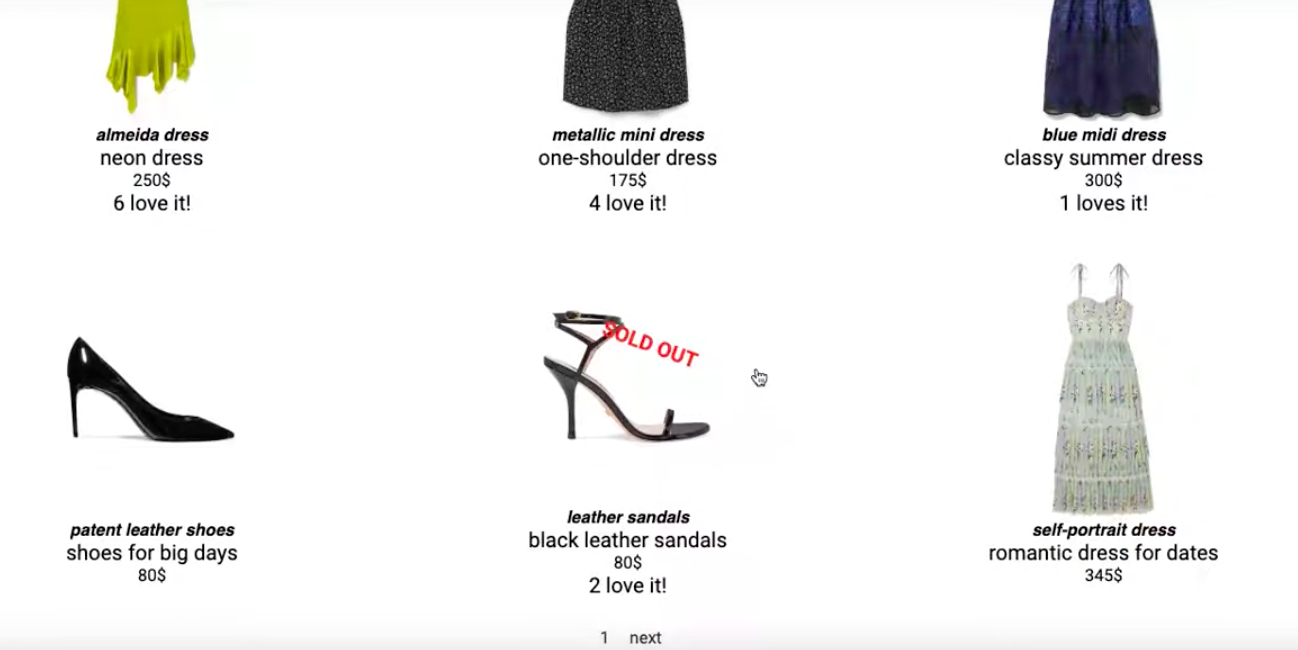 almeida dress
neon dress
250$
6 love it!
metallic mini dress
one-shoulder dress
175$
4 love it!
blue midi dress
classy summer dress
300$
1 loves it!
patent leather shoes
shoes for big days
80$
SOLD OUT
leather sandals
black leather sandals
80$
2 love it!
self-portrait dress
romantic dress for dates
345$
1 next